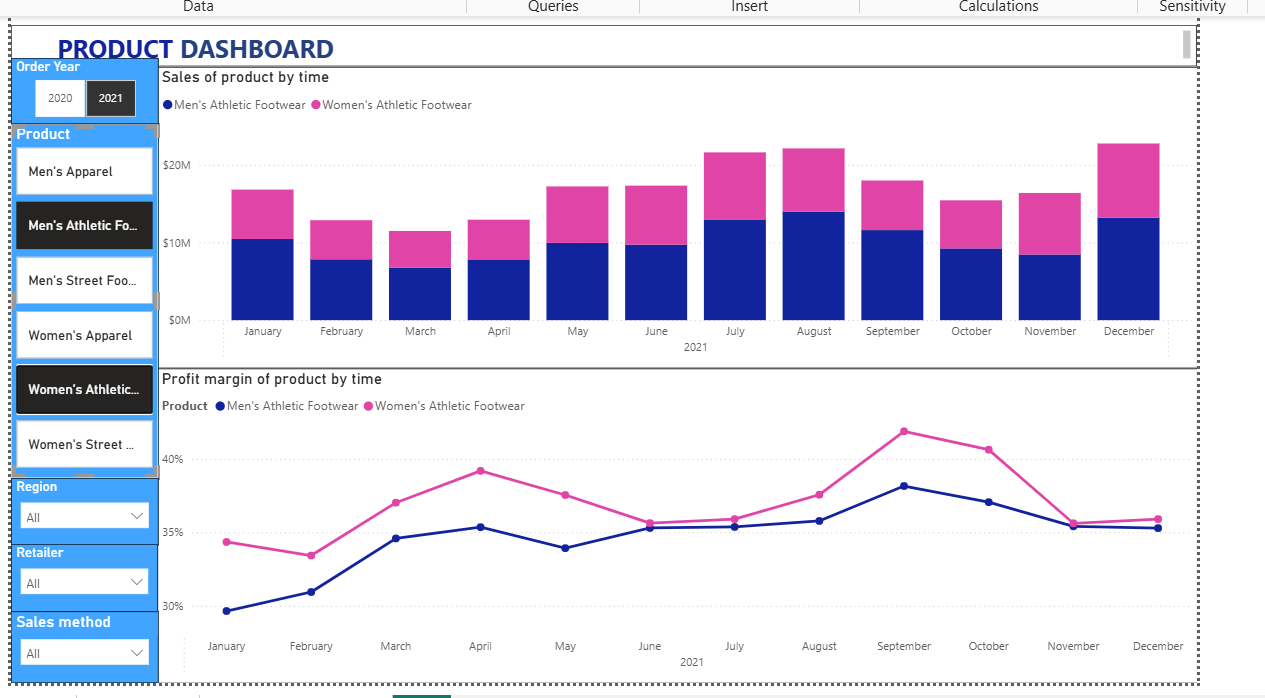 Data Queries Insert Calculations Sensitivity
PRODUCT DASHBOARD
Order Year
2020 2021
Product
Men's Apparel
Men's Athletic Fo...
Men's Street Foo...
Women's Apparel
Women's Athletic...
Women's Street ...
Region
All
Retailer
All
Sales method
All
Sales of product by time
Men's Athletic Footwear Women's Athletic Footwear
$20M
$10M
$0M
January February March April May June July August September October November December
2021
Profit margin of product by time
Product Men's Athletic Footwear Women's Athletic Footwear
40%
35%
30%
January February March April May June July August September October November December
2021